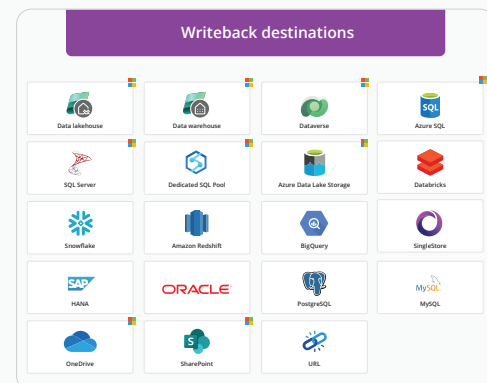 Writeback destinations
Data lakehouse
Data warehouse
Dataverse
SQL
Azure SQL
SQL Server
Dedicated SQL Pool
Azure Data Lake Storage
Databricks
Snowflake
Amazon Redshift
BigQuery
SingleStore
SAP
HANA
ORACLE
PostgreSQL
MySQL
MySQL
OneDrive
S
SharePoint
URL